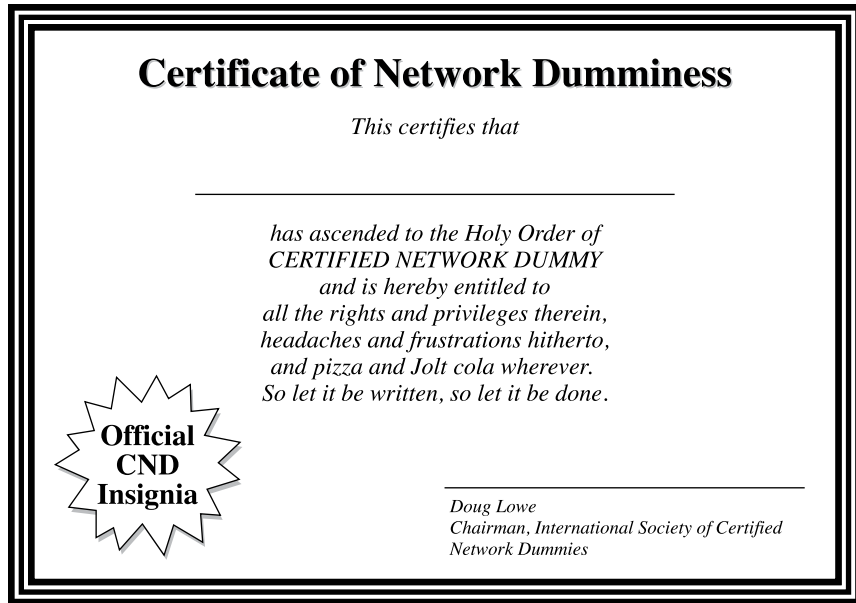 Certificate of Network Dumminess
This certifies that
has ascended to the Holy Order of
CERTIFIED NETWORK DUMMY
and is hereby entitled to
all the rights and privileges therein,
headaches and frustrations hitherto,
and pizza and Jolt cola wherever.
So let it be written, so let it be done.
Official
CND
Insignia
Doug Lowe
Chairman, International Society of Certified
Network Dummies